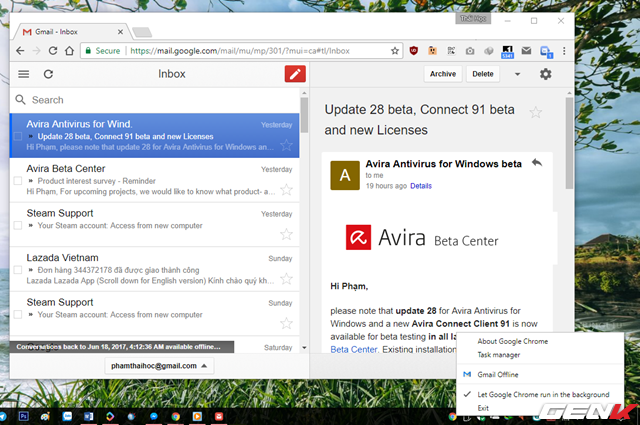 Thái Học
Gmail - Inbox
Secure https://mail.google.com/mail/mu/mp/301/?mui=ca#tl/Inbox
Inbox
Archive Delete
Search
Avira Antivirus for Wind. Yesterday
» Update 28 beta, Connect 91 beta and new Licenses
Hi Phạm, please note that update 28 for Avira Antivirus for Windows an...
Avira Beta Center Yesterday
» Product interest survey - Reminder
Hi Phạm, For upcoming projects, we would like to know what product- a...
Steam Support Yesterday
» Your Steam account: Access from new computer
Lazada Vietnam Sunday
» Đơn hàng 344372178 đã được giao thành công
Lazada Lazada App (Scroll down for English version) Kính chào quý kh...
Steam Support Sunday
» Your Steam account: Access from new computer
Saturday
Conversations back to Jun 18, 2017, 4:12:36 AM available offline...
phamthaihoc@gmail.com
Update 28 beta, Connect 91 beta
and new Licenses
A
Avira Antivirus for Windows beta
to me
19 hours ago Details
Avira Beta Center
Hi Phạm,
please note that update 28 for Avira Antivirus for
Windows and a new Avira Connect Client 91 is now
available for beta testing in all la
Beta Center. Existing installation
About Google Chrome
Task manager
Gmail Offline
Let Google Chrome run in the background
Exit
GENK